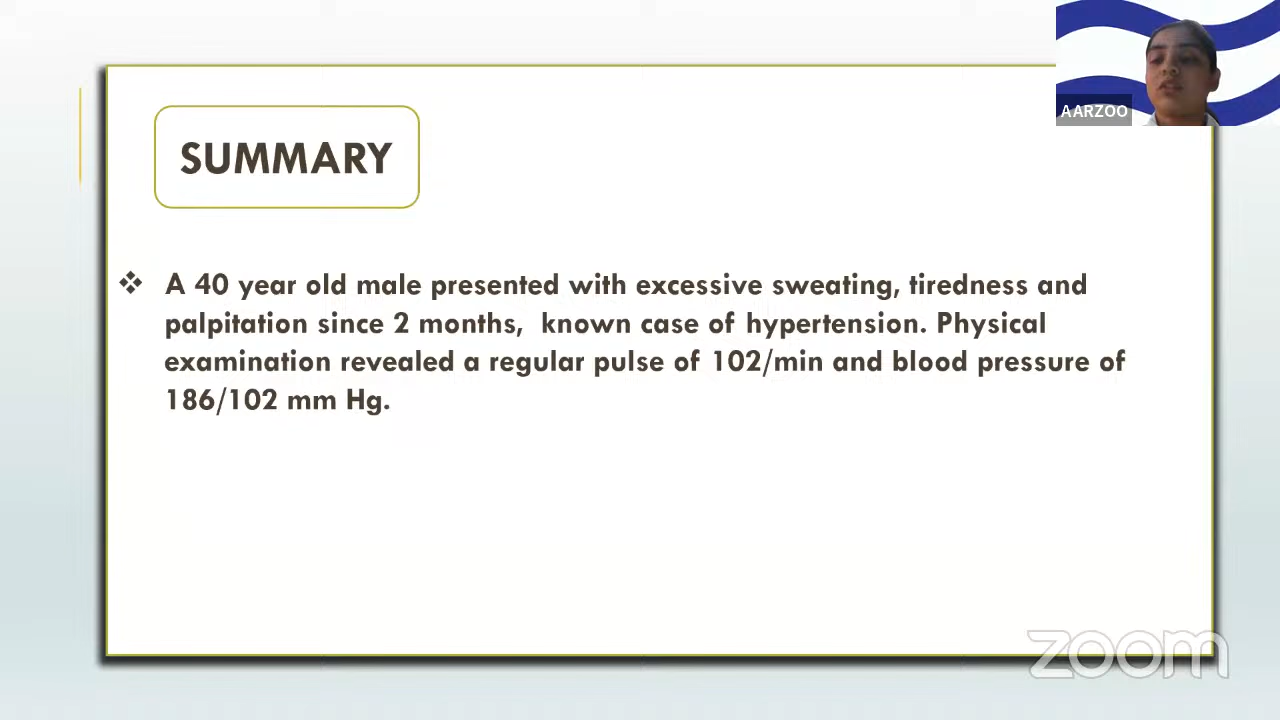 AARZOO
SUMMARY
❖ A 40 year old male presented with excessive sweating, tiredness and
palpitation since 2 months, known case of hypertension. Physical
examination revealed a regular pulse of 102/min and blood pressure of
186/102 mm Hg.
zoom